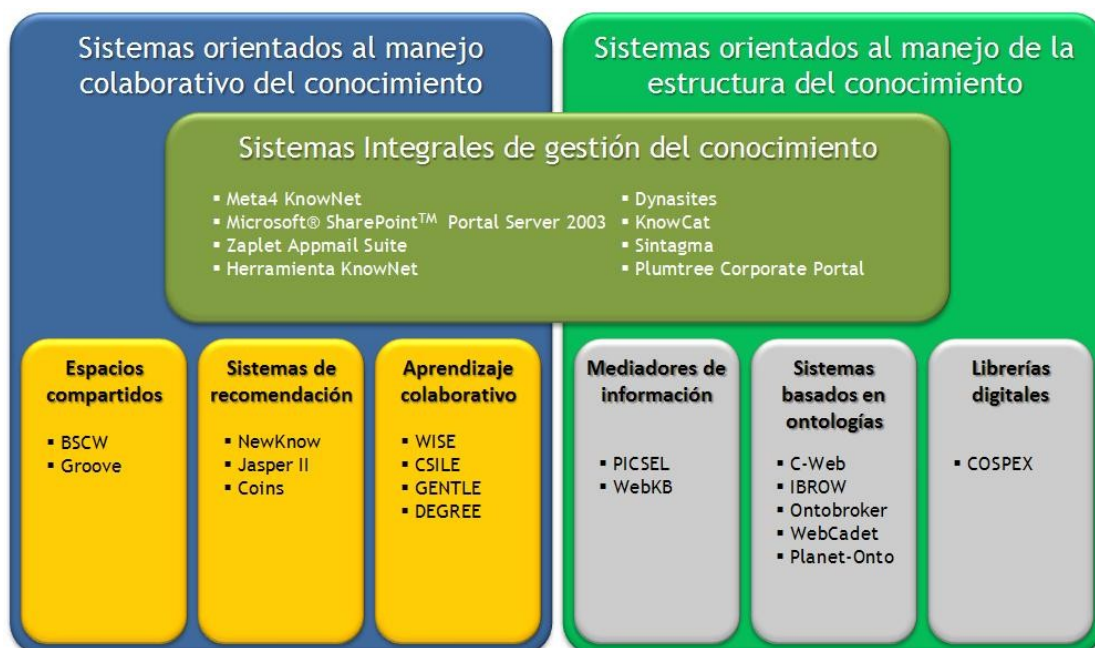 Sistemas orientados al manejo
colaborativo del conocimiento
Sistemas orientados al manejo de la
estructura del conocimiento
Sistemas Integrales de gestión del conocimiento
▪ Meta4 KnowNet
▪ Microsoft® SharePoint™ Portal Server 2003
▪ Zaplet Appmail Suite
▪ Herramienta KnowNet
▪ Dynasites
▪ KnowCat
▪ Sintagma
▪ Plumtree Corporate Portal
Espacios
compartidos
▪ BSCW
▪ Groove
Sistemas de
recomendación
▪ NewKnow
▪ Jasper II
▪ Coins
Aprendizaje
colaborativo
▪ WISE
▪ CSILE
▪ GENTLE
▪ DEGREE
Mediadores de
información
▪ PICSEL
▪ WebKB
Sistemas
basados en
ontologías
▪ C-Web
▪ IBROW
▪ Ontobroker
▪ WebCadet
▪ Planet-Onto
Librerías
digitales
▪ COSPEX